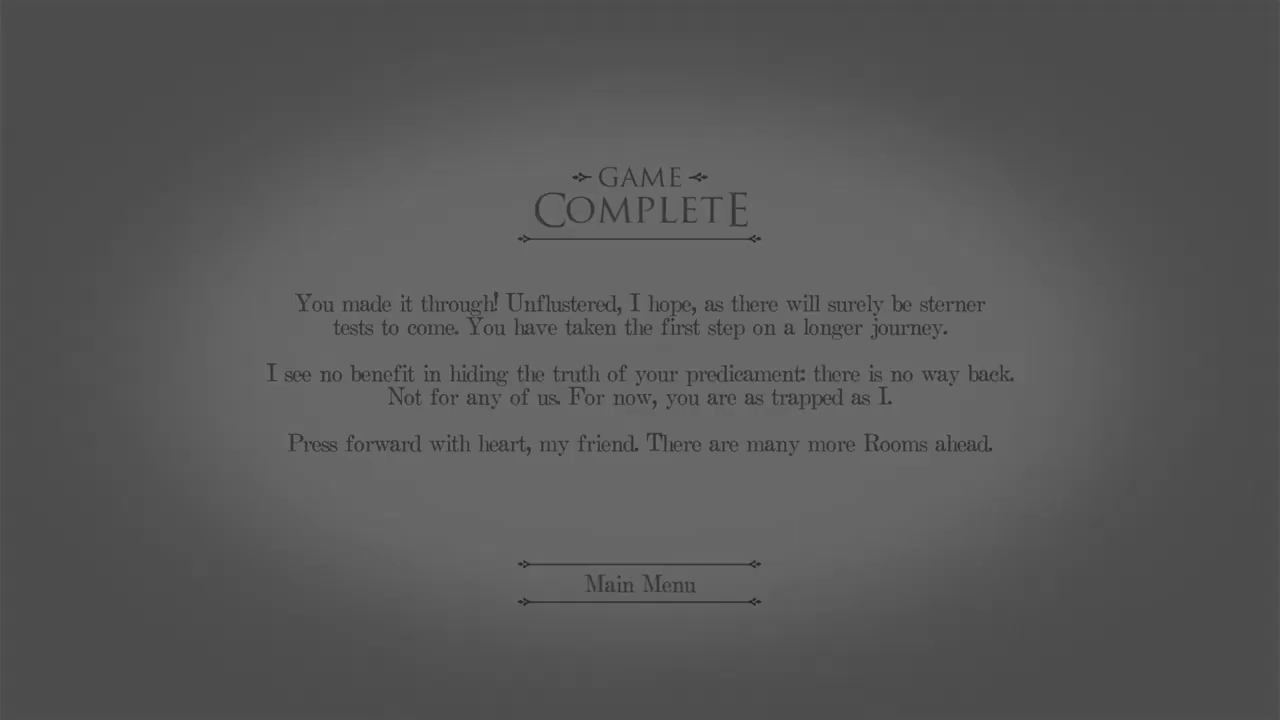 GAME
COMPLETE
You made it through! Unflustered, I hope, as there will surely be sterner
tests to come. You have taken the first step on a longer journey.
I see no benefit in hiding the truth of your predicament: there is no way back.
Not for any of us. For now, you are as trapped as I.
Press forward with heart, my friend. There are many more Rooms ahead.
Main Menu